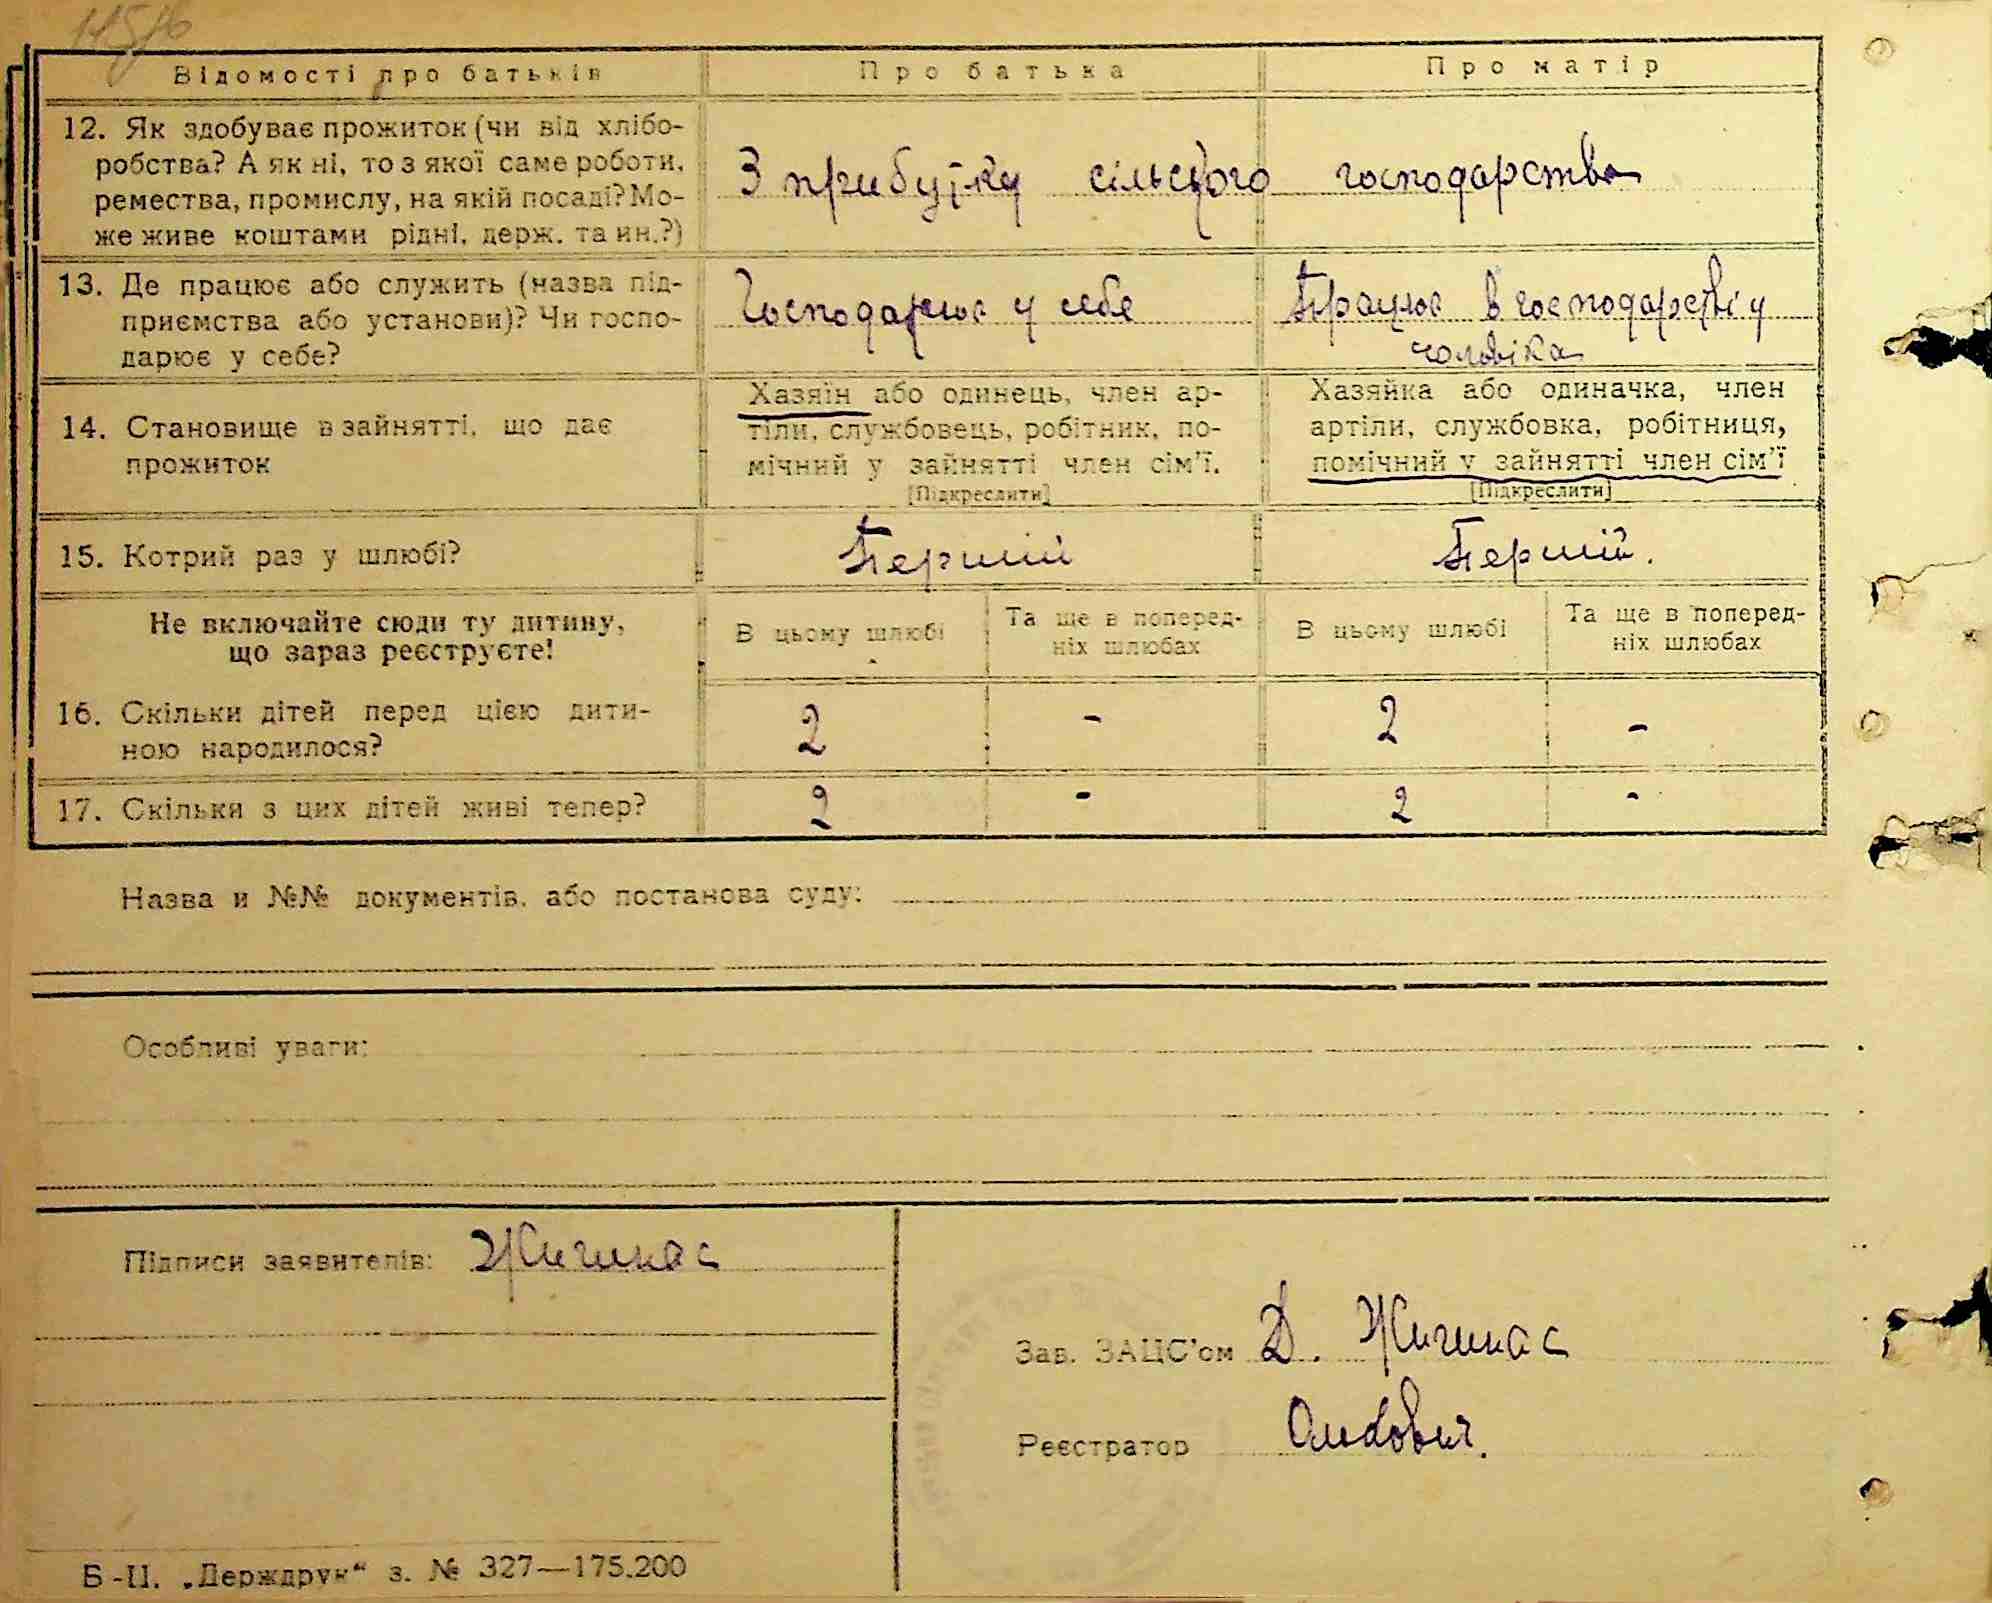 Відомості про батьків
Про батька
Про матір
12. Як здобуває прожиток (чи від хлібо-
робства? А як ні, то з якої саме роботи,
ремества, промислу, на якій посаді? Мо-
же живе коштами рідні, держ. та ин.?)
З прибутку сільського господарства
13. Де працює або служить (назва під-
приємства або установи)? Чи госпо-
дарює у себе?
Господарює у себе
Працює в господарстві у
чоловіка
14. Становище в зайнятті, що дає
прожиток
Хазяїн або одинець, член ар-
тіли, службовець, робітник, по-
мічний у зайнятті член сім'ї.
[Підкреслити]
Хазяйка або одиначка, член
артіли, службовка, робітниця,
помічний у зайнятті член сім'ї
[Підкреслити]
15. Котрий раз у шлюбі?
Перший
Перший.
Не включайте сюди ту дитину,
що зараз реєструєте!
В цьому шлюбі
Та ще в поперед-
ніх шлюбах
В цьому шлюбі
Та ще в поперед-
ніх шлюбах
16. Скільки дітей перед цією дити-
ною народилося?
2 - 2 -
17. Скільки з цих дітей живі тепер?
2 - 2 -
Назва и №№ документів, або постанова суду:
Особливі уваги:
Підписи заявителів:
Зав. ЗАЦС'ом Д.
Реєстратор
Б-ІІ. „Держдрук“ з. № 327—175.200